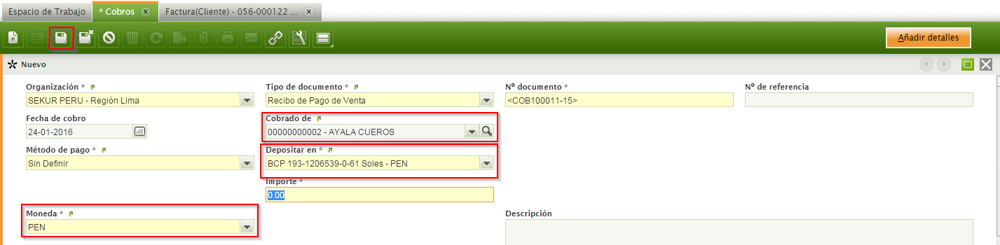 Espacio de Trabajo
* Cobros
Factura(Cliente) - 056-000122 ...
Añadir detalles
Nuevo
Organización *
Tipo de documento *
Nº documento *
Nº de referencia
SEKUR PERU - Región Lima
Recibo de Pago de Venta
<COB100011-15>
Fecha de cobro
Cobrado de
24-01-2016
00000000002 - AYALA CUEROS
Método de pago *
Depositar en *
Sin Definir
BCP 193-1206539-0-61 Soles - PEN
Importe *
0.00
Moneda *
Descripción
PEN